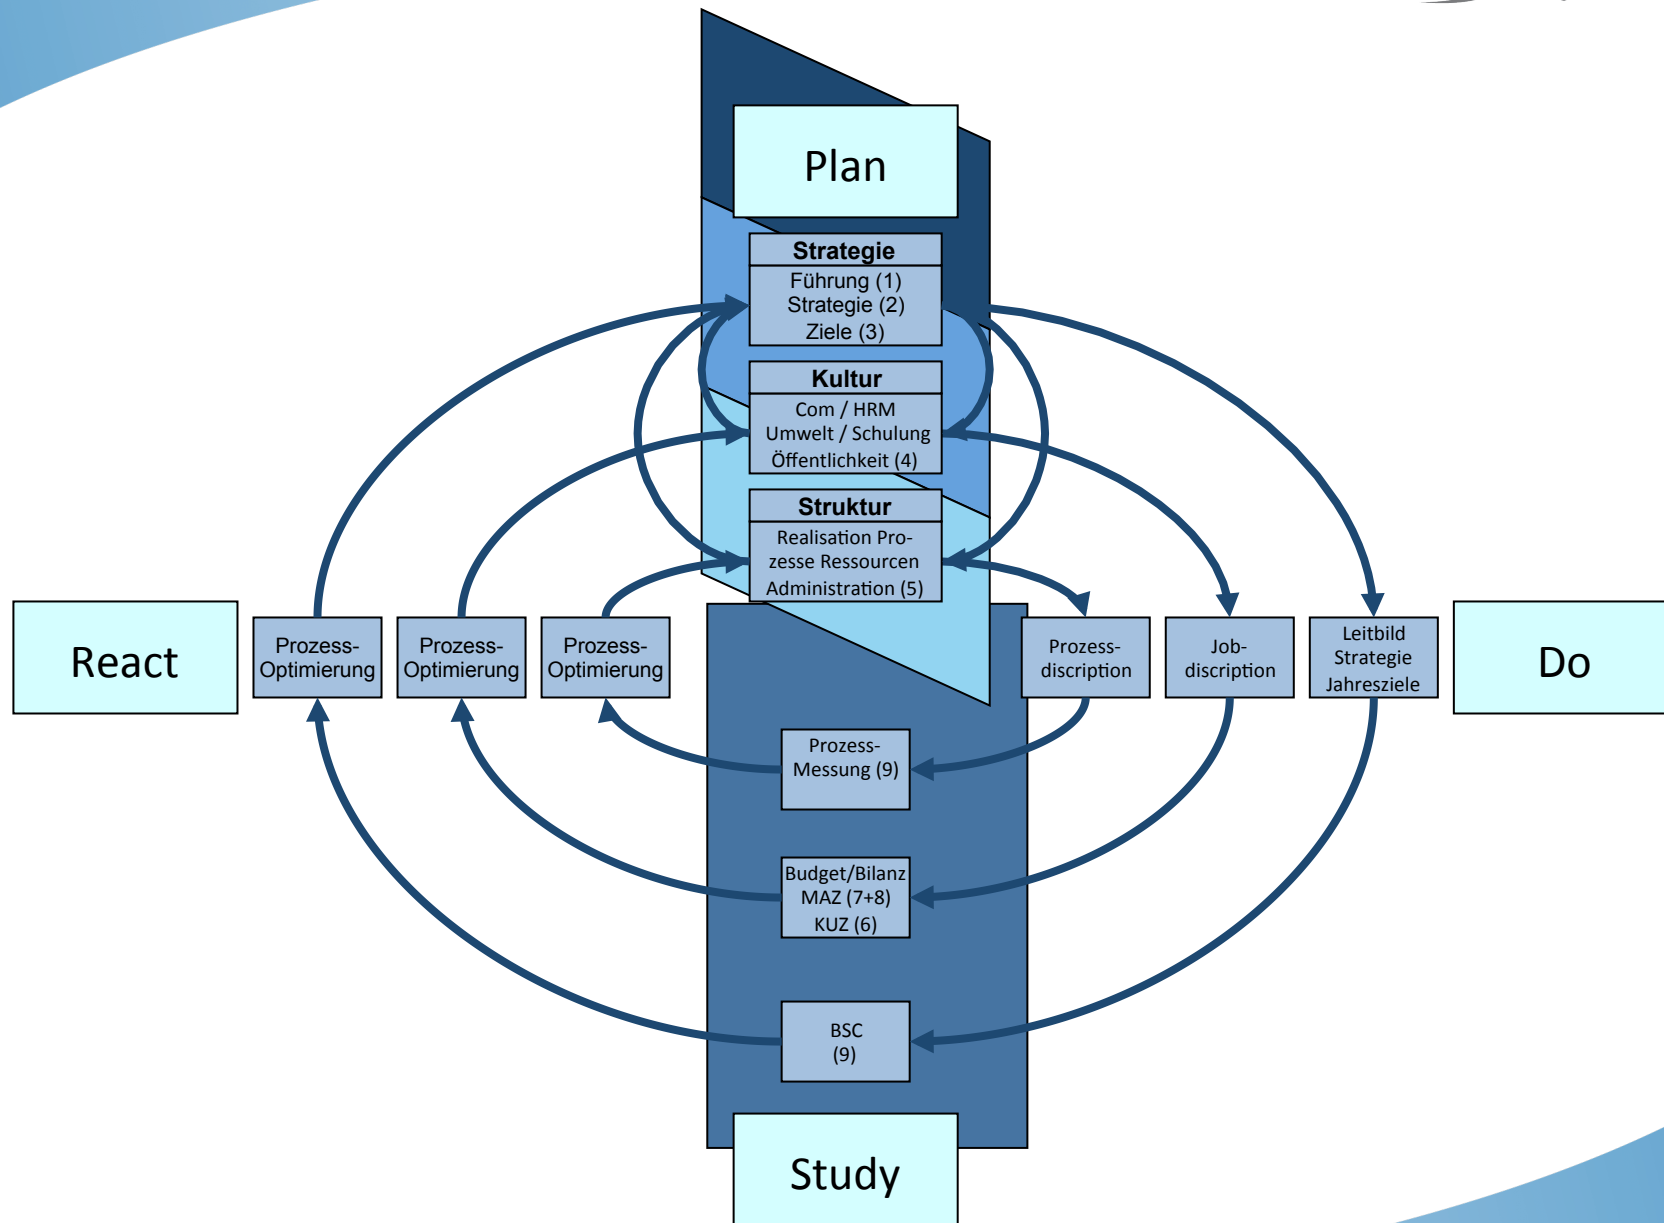 Plan
Strategie
Führung (1)
Strategie (2)
Ziele (3)
Kultur
Com / HRM
Umwelt / Schulung
Öffentlichkeit (4)
Struktur
Realisation Pro-
zesse Ressourcen
Administration (5)
React
Prozess-
Optimierung
Prozess-
Optimierung
Prozess-
Optimierung
Prozess-
discription
Job-
discription
Leitbild
Strategie
Jahresziele
Do
Prozess-
Messung (9)
Budget/Bilanz
MAZ (7+8)
KUZ (6)
BSC
(9)
Study